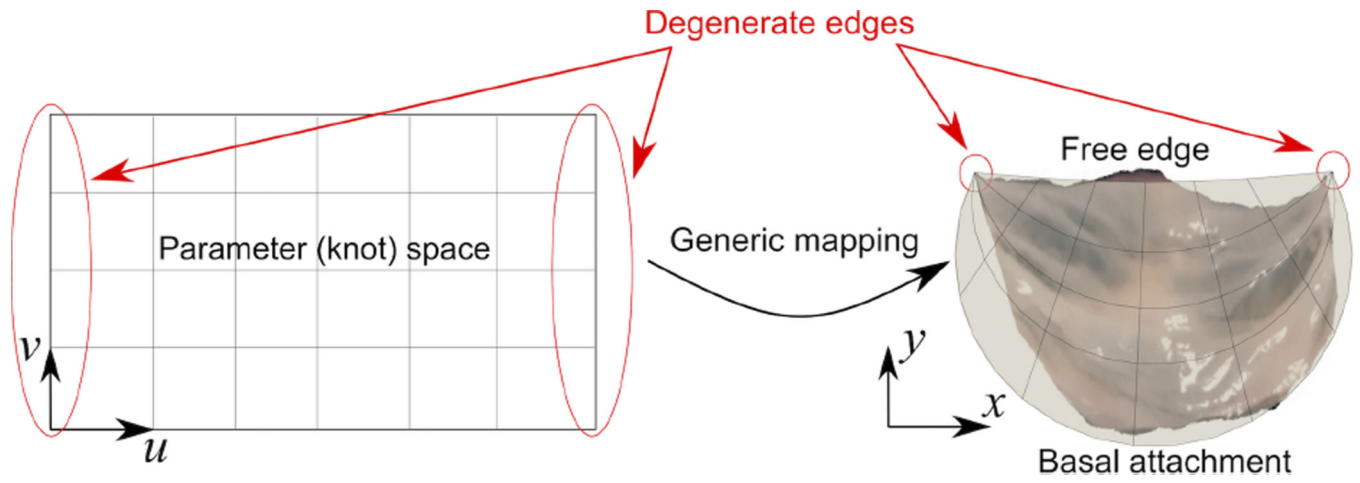 Degenerate edges
Free edge
Parameter (knot) space
Generic mapping
v
u
y
x
Basal attachment